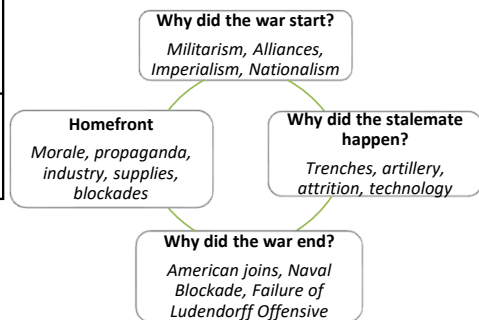 Why did the war start?
Militarism, Alliances,
Imperialism, Nationalism
Homefront
Morale, propaganda,
industry, supplies,
blockades
Why did the stalemate
happen?
Trenches, artillery,
attrition, technology
Why did the war end?
American joins, Naval
Blockade, Failure of
Ludendorff Offensive